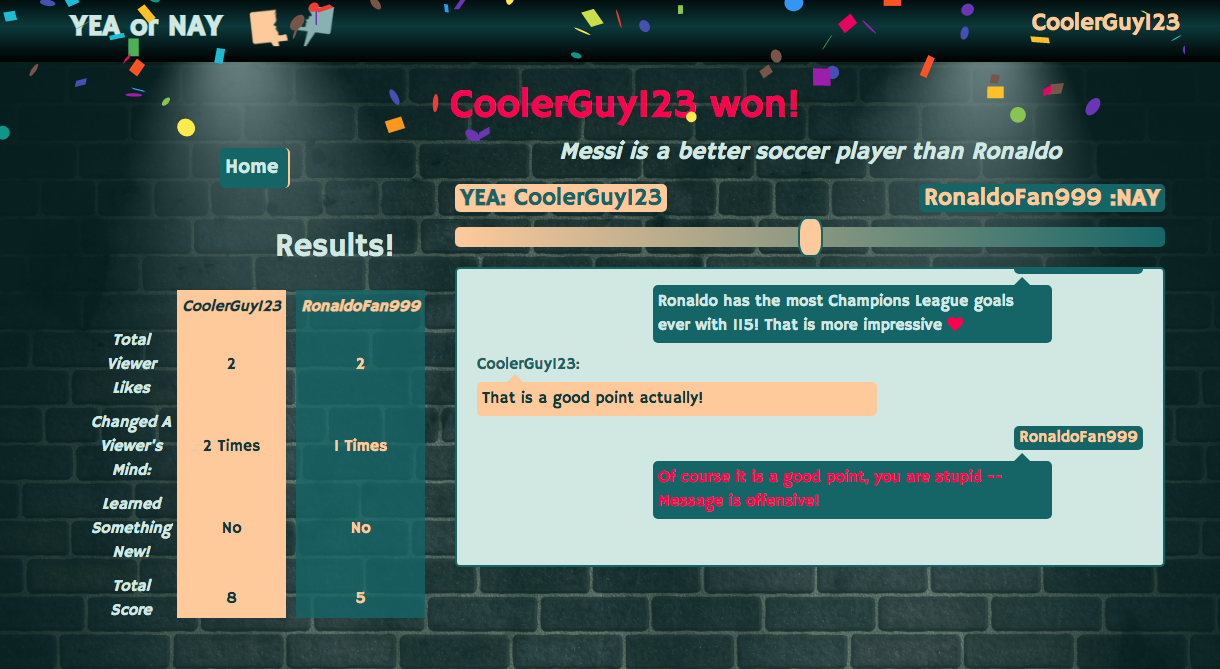 YEA or NAY
CoolerGuy123
CoolerGuy123 won!
Messi is a better soccer player than Ronaldo
Home
YEA: CoolerGuy123
RonaldoFan999 :NAY
Results!
CoolerGuy123 RonaldoFan999
Total
Viewer
Likes
2 2
Changed A
Viewer's
Mind:
2 Times 1 Times
Learned
Something
New!
No No
Total
Score
8 5
Ronaldo has the most Champions League goals
ever with 115! That is more impressive ❤
CoolerGuy123:
That is a good point actually!
RonaldoFan999
Of course it is a good point, you are stupid --
Message is offensive!